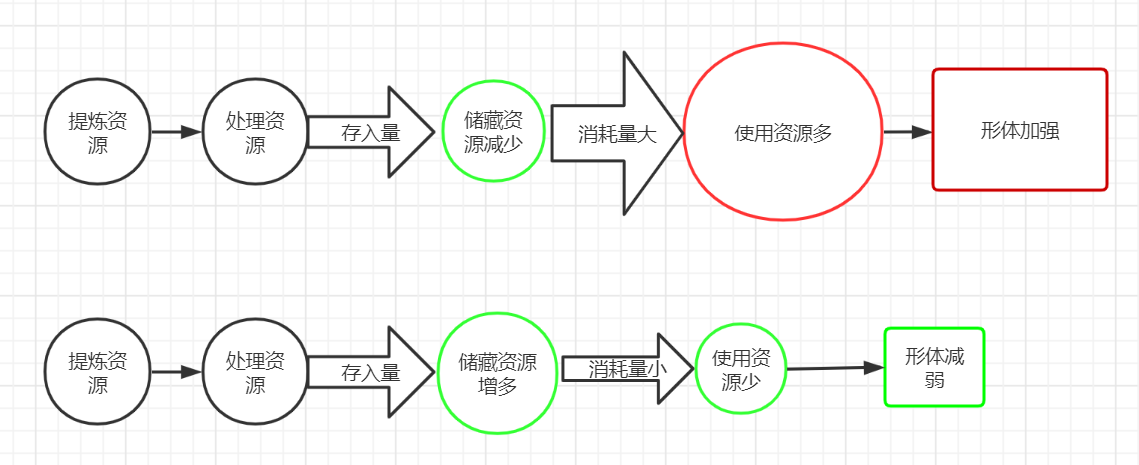 提炼资
源
处理资
源
存入量
储藏资
源减少
消耗量大
使用资源多
形体加强
提炼资
源
处理资
源
存入量
储藏资源
增多
消耗量小
使用资
源少
形体减
弱